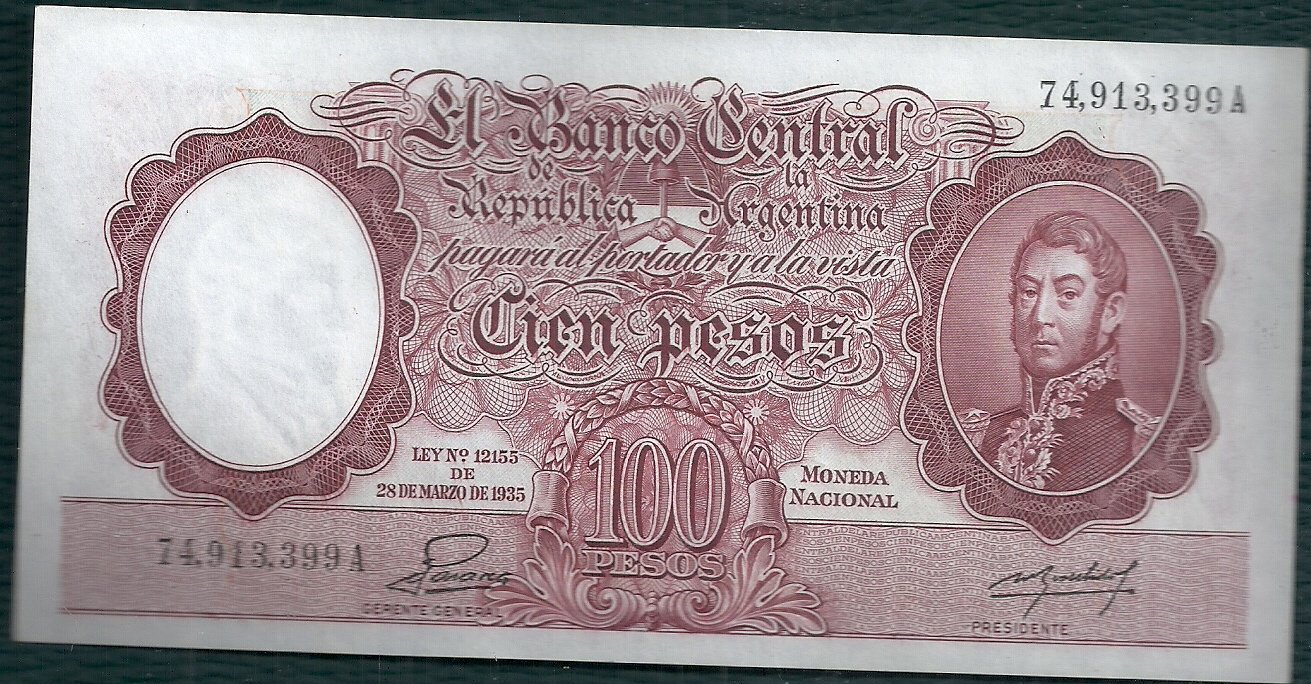 74,913,399A
El Banco Central
de la
República Argentina
pagará al portador y a la vista
Cien pesos
LEY Nº 12155
DE
28 DE MARZO DE 1935
100
PESOS
MONEDA
NACIONAL
74,913,399A
GERENTE GENERAL
PRESIDENTE